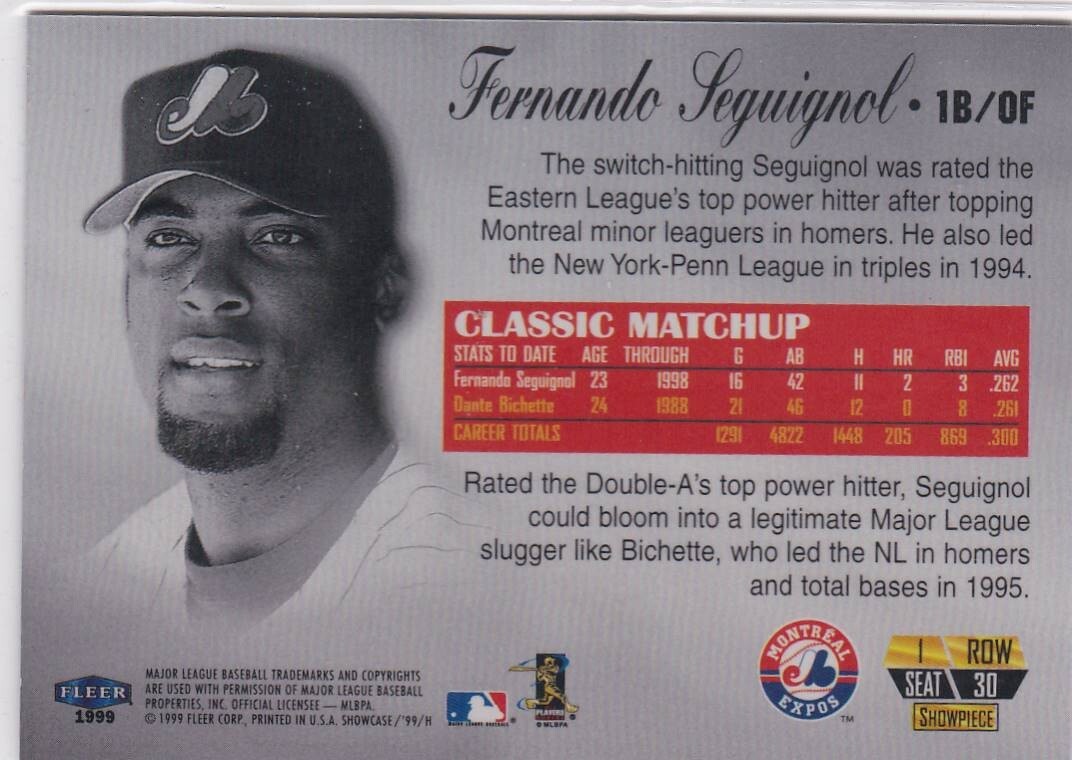 Fernando Seguignol • 1B/OF
The switch-hitting Seguignol was rated the
Eastern League's top power hitter after topping
Montreal minor leaguers in homers. He also led
the New York-Penn League in triples in 1994.
CLASSIC MATCHUP
STATS TO DATE AGE THROUGH G AB H HR RBI AVG
Fernando Seguignol 23 1998 16 42 11 2 3 .262
Dante Bichette 24 1988 21 46 12 0 8 .261
CAREER TOTALS 1291 4822 1448 205 869 .300
Rated the Double-A's top power hitter, Seguignol
could bloom into a legitimate Major League
slugger like Bichette, who led the NL in homers
and total bases in 1995.
FLEER
1999
MAJOR LEAGUE BASEBALL TRADEMARKS AND COPYRIGHTS
ARE USED WITH PERMISSION OF MAJOR LEAGUE BASEBALL
PROPERTIES, INC. OFFICIAL LICENSEE — MLBPA.
© 1999 FLEER CORP., PRINTED IN U.S.A. SHOWCASE/'99/H
MAJOR LEAGUE BASEBALL ®
PLAYERS
© MLBPA
MONTRÉAL
EXPOS
TM
1 ROW
SEAT 30
SHOWPIECE